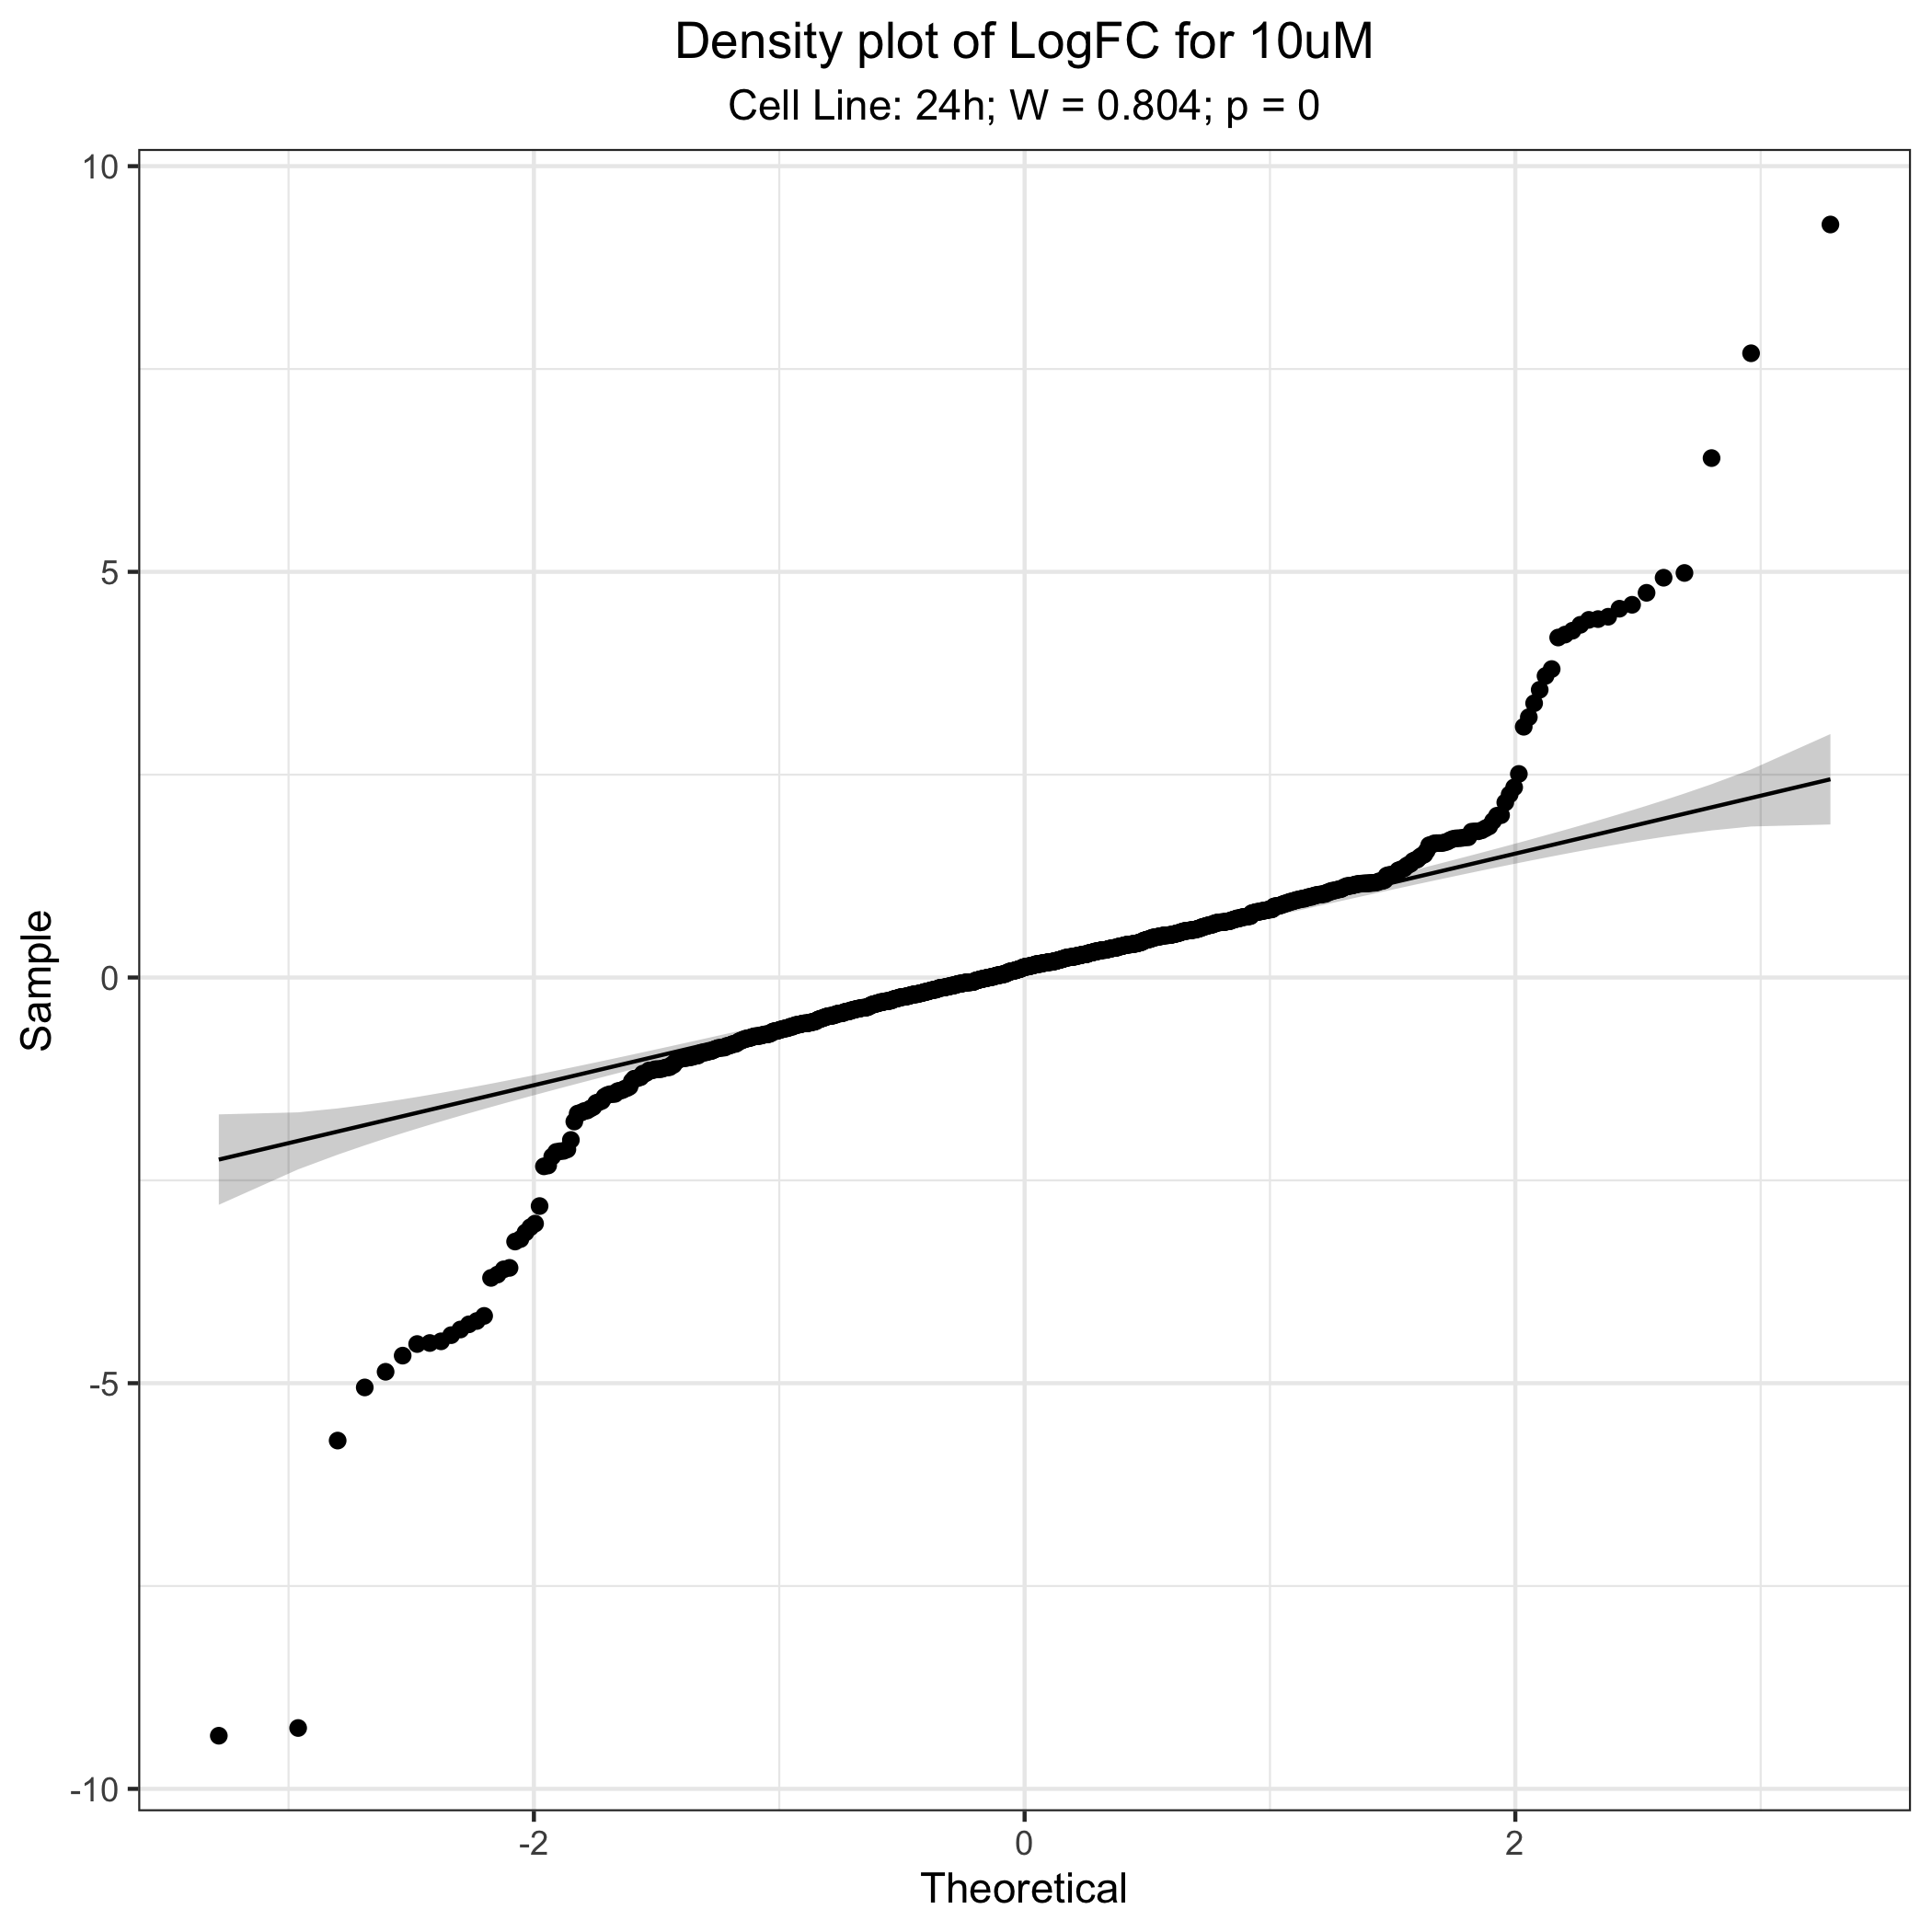 Density plot of LogFC for 10uM
Cell Line: 24h; W = 0.804; p = 0
10
5
0
-5
-10
Sample
-2
0
2
Theoretical